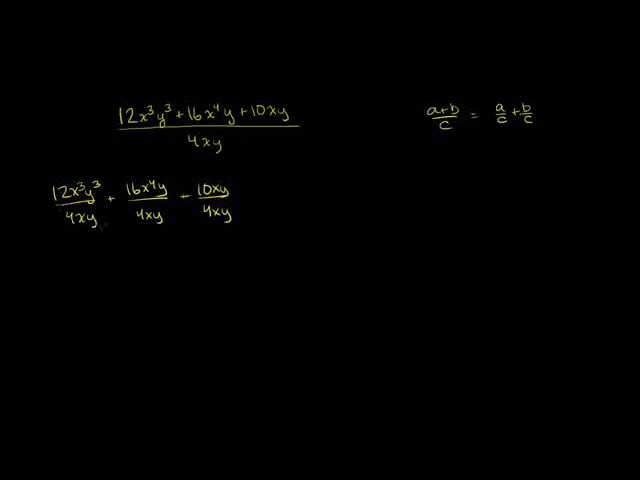 12x³y³ + 16x⁴y + 10xy
4xy
a+b/c = a/c + b/c
12x³y³/4xy + 16x⁴y/4xy + 10xy/4xy